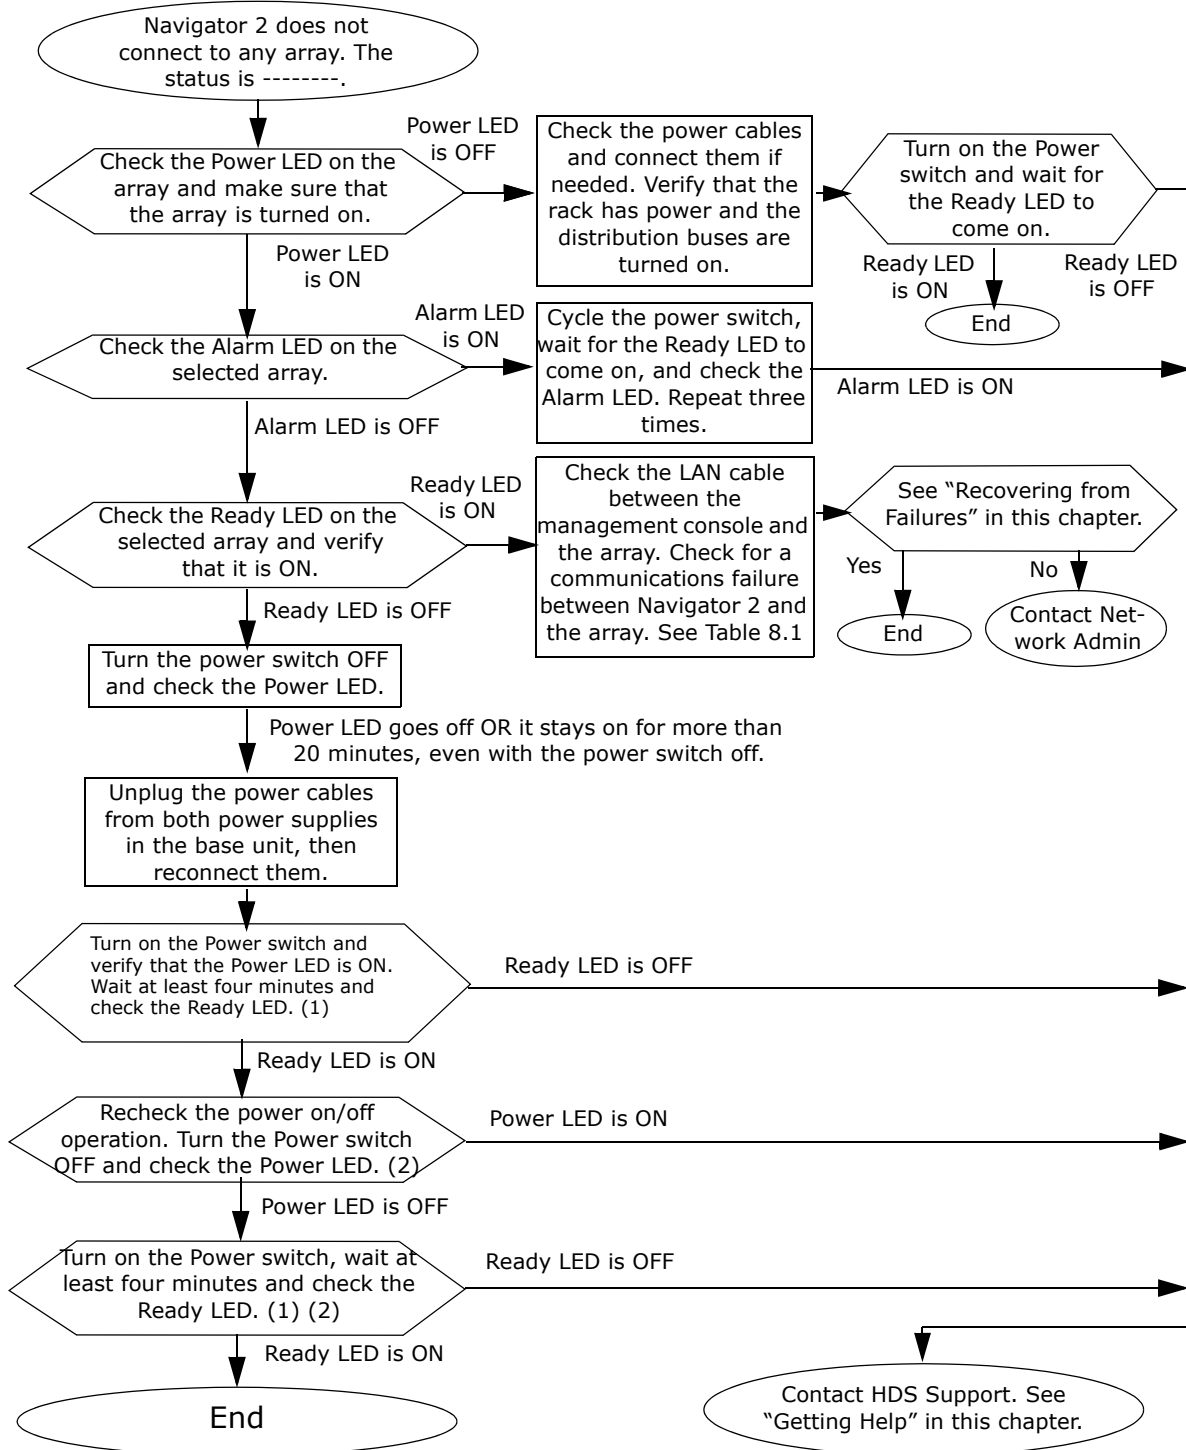 Navigator 2 does not
connect to any array. The
status is --------.
Power LED
is OFF
Check the Power LED on the
array and make sure that
the array is turned on.
Check the power cables
and connect them if
needed. Verify that the
rack has power and the
distribution buses are
turned on.
Turn on the Power
switch and wait for
the Ready LED to
come on.
Power LED
is ON
Ready LED
is ON
Ready LED
is OFF
End
Alarm LED
is ON
Check the Alarm LED on the
selected array.
Cycle the power switch,
wait for the Ready LED to
come on, and check the
Alarm LED. Repeat three
times.
Alarm LED is ON
Alarm LED is OFF
Ready LED
is ON
Check the Ready LED on the
selected array and verify
that it is ON.
Check the LAN cable
between the
management console and
the array. Check for a
communications failure
between Navigator 2 and
the array. See Table 8.1
See “Recovering from
Failures” in this chapter.
Yes
No
End
Contact Net-
work Admin
Ready LED is OFF
Turn the power switch OFF
and check the Power LED.
Power LED goes off OR it stays on for more than
20 minutes, even with the power switch off.
Unplug the power cables
from both power supplies
in the base unit, then
reconnect them.
Turn on the Power switch and
verify that the Power LED is ON.
Wait at least four minutes and
check the Ready LED. (1)
Ready LED is OFF
Ready LED is ON
Recheck the power on/off
operation. Turn the Power switch
OFF and check the Power LED. (2)
Power LED is ON
Power LED is OFF
Turn on the Power switch, wait at
least four minutes and check the
Ready LED. (1) (2)
Ready LED is OFF
Ready LED is ON
End
Contact HDS Support. See
“Getting Help” in this chapter.